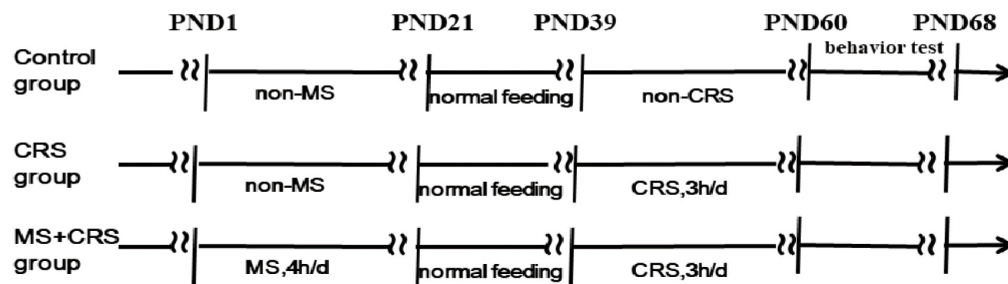 PND1 PND21 PND39 PND60 PND68
Control group
behavior test
non-MS normal feeding non-CRS
CRS group
non-MS normal feeding CRS,3h/d
MS+CRS group
MS,4h/d normal feeding CRS,3h/d